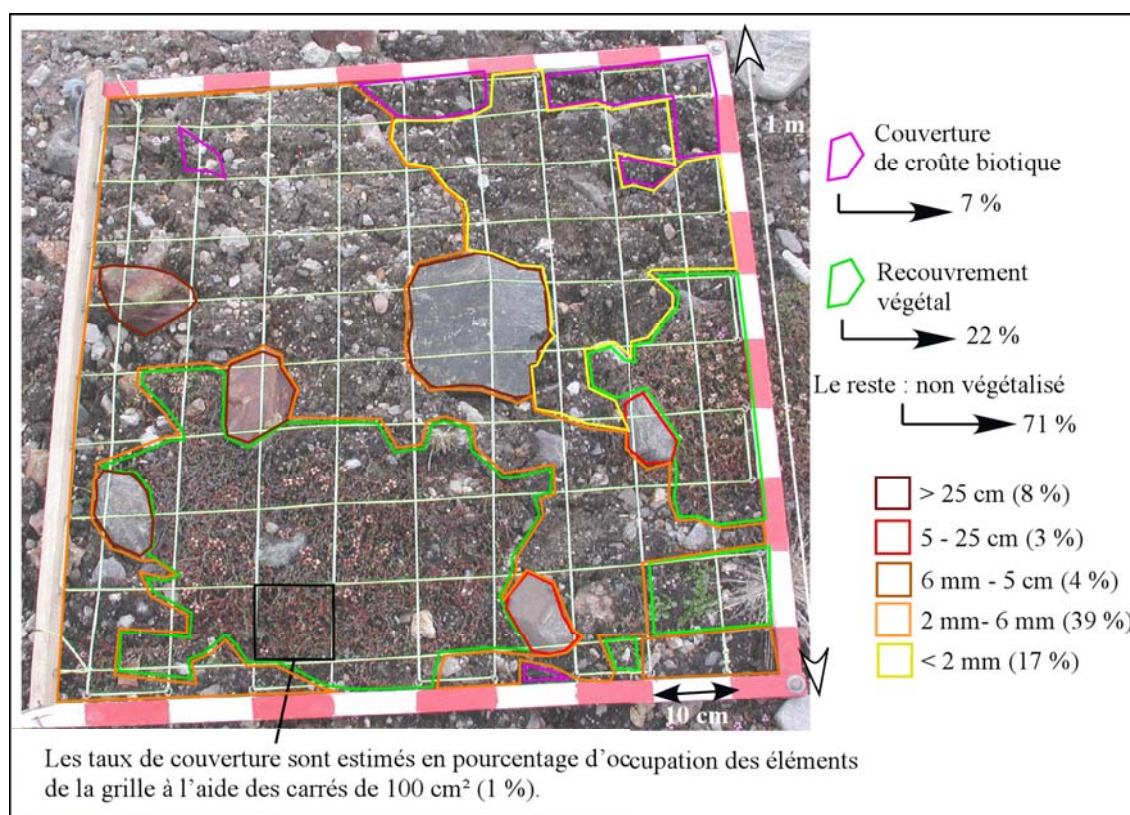 1 m
Couverture
de croûte biotique
7 %
Recouvrement
végétal
22 %
Le reste : non végétalisé
71 %
> 25 cm (8 %)
5 - 25 cm (3 %)
6 mm - 5 cm (4 %)
2 mm- 6 mm (39 %)
< 2 mm (17 %)
10 cm
Les taux de couverture sont estimés en pourcentage d'occupation des éléments
de la grille à l'aide des carrés de 100 cm² (1 %).